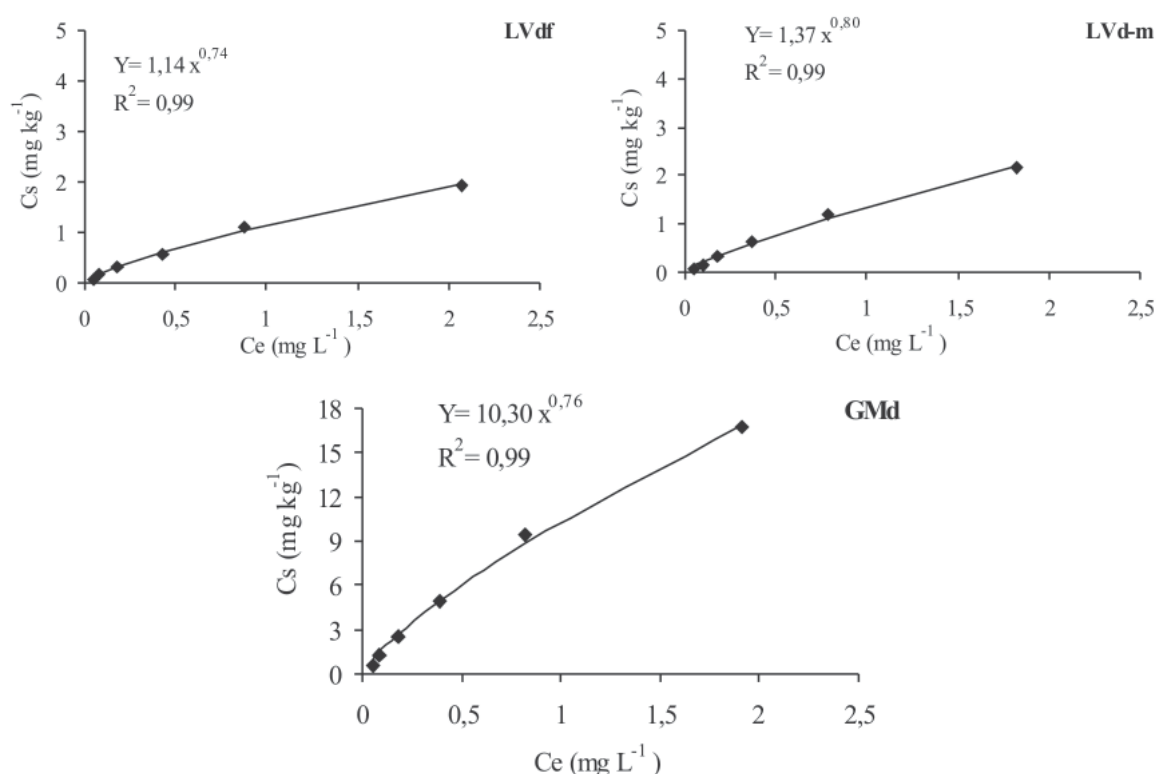 LVdf
Y= 1,14 x^0,74
R^2= 0,99
Cs (mg kg^-1)
5
4
3
2
1
0
0 0,5 1 1,5 2 2,5
Ce (mg L^-1)
LVd-m
Y= 1,37 x^0,80
R^2= 0,99
Cs (mg kg^-1)
5
4
3
2
1
0
0 0,5 1 1,5 2 2,5
Ce (mg L^-1)
GMd
Y= 10,30 x^0,76
R^2= 0,99
Cs (mg kg^-1)
18
15
12
9
6
3
0
0 0,5 1 1,5 2 2,5
Ce (mg L^-1)